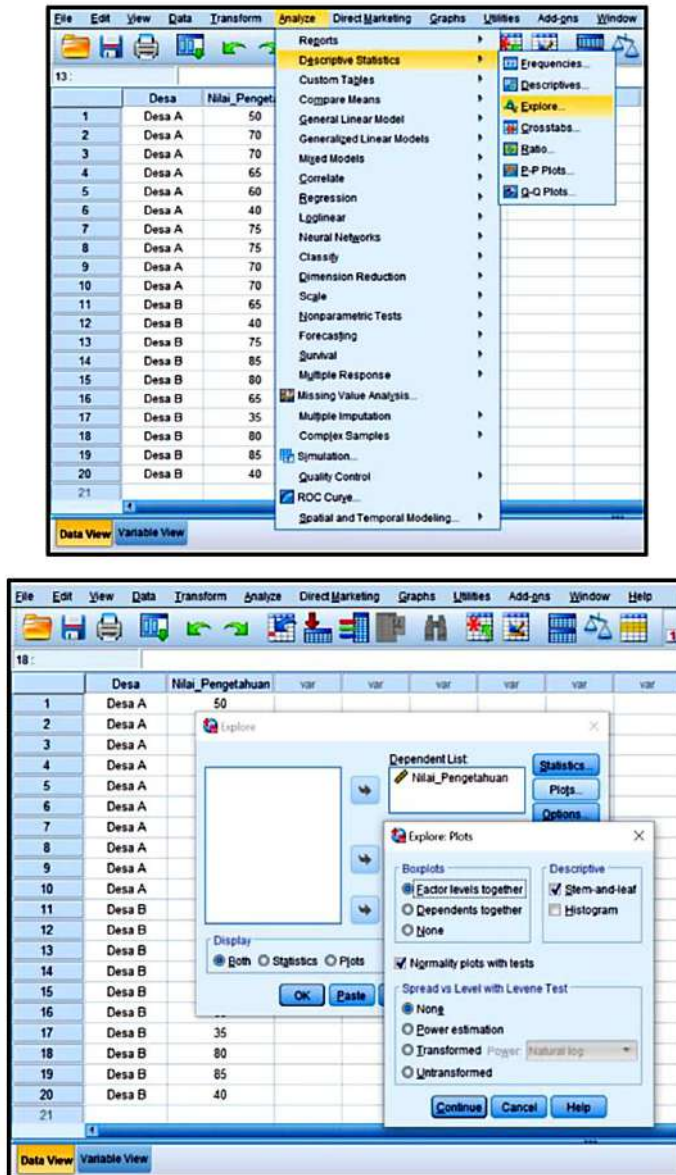 File Edit View Data Transform Analyze Direct Marketing Graphs Utilities Add-ons Window
13 :
Desa Nilai_Penget
1 Desa A 50
2 Desa A 70
3 Desa A 70
4 Desa A 65
5 Desa A 60
6 Desa A 40
7 Desa A 75
8 Desa A 75
9 Desa A 70
10 Desa A 70
11 Desa B 65
12 Desa B 40
13 Desa B 75
14 Desa B 85
15 Desa B 80
16 Desa B 65
17 Desa B 35
18 Desa B 80
19 Desa B 85
20 Desa B 40
21
Reports
Descriptive Statistics
Custom Tables
Compare Means
General Linear Model
Generalized Linear Models
Mixed Models
Correlate
Regression
Loglinear
Neural Networks
Classify
Dimension Reduction
Scale
Nonparametric Tests
Forecasting
Survival
Multiple Response
Missing Value Analysis...
Multiple Imputation
Complex Samples
Simulation...
Quality Control
ROC Curve...
Spatial and Temporal Modeling...
Frequencies...
Descriptives...
Explore...
Crosstabs...
Ratio...
P-P Plots...
Q-Q Plots...
Data View Variable View
File Edit View Data Transform Analyze Direct Marketing Graphs Utilities Add-ons Window Help
18 :
Desa Nilai_Pengetahuan var var var var var var
1 Desa A 50
2 Desa A
3 Desa A
4 Desa A
5 Desa A
6 Desa A
7 Desa A
8 Desa A
9 Desa A
10 Desa A
11 Desa B
12 Desa B
13 Desa B
14 Desa B
15 Desa B
16 Desa B
17 Desa B 35
18 Desa B 80
19 Desa B 85
20 Desa B 40
21
Explore
Dependent List:
Nilai_Pengetahuan
Statistics...
Plots...
Options...
Display
Both Statistics Plots
OK Paste
Explore: Plots
Boxplots
Factor levels together
Dependents together
None
Descriptive
Stem-and-leaf
Histogram
Normality plots with tests
Spread vs Level with Levene Test
None
Power estimation
Transformed Power: Natural log
Untransformed
Continue Cancel Help
Data View Variable View